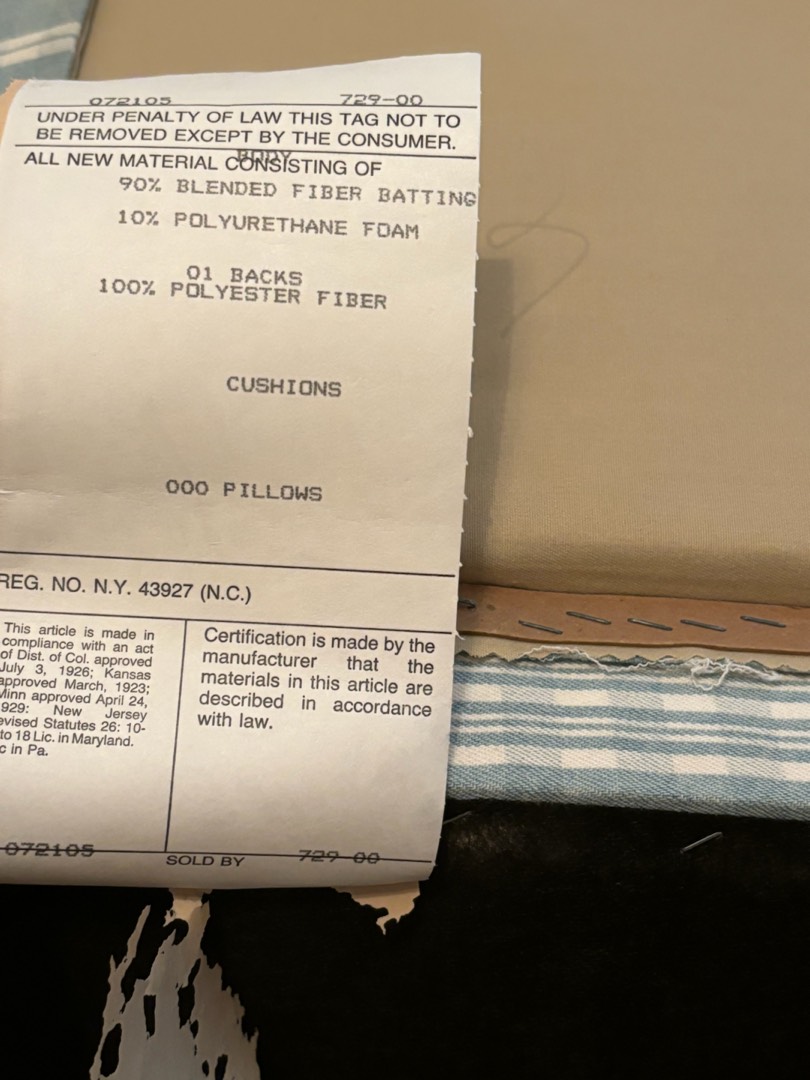 072105 729-00
UNDER PENALTY OF LAW THIS TAG NOT TO
BE REMOVED EXCEPT BY THE CONSUMER.
ALL NEW MATERIAL CONSISTING OF
BODY
90% BLENDED FIBER BATTING
10% POLYURETHANE FOAM
01 BACKS
100% POLYESTER FIBER
CUSHIONS
000 PILLOWS
REG. NO. N.Y. 43927 (N.C.)
This article is made in
compliance with an act
of Dist. of Col. approved
July 3, 1926; Kansas
approved March, 1923;
Minn approved April 24,
929: New Jersey
evised Statutes 26: 10-
to 18 Lic. in Maryland.
c in Pa.
Certification is made by the
manufacturer that the
materials in this article are
described in accordance
with law.
072105 SOLD BY 729-00